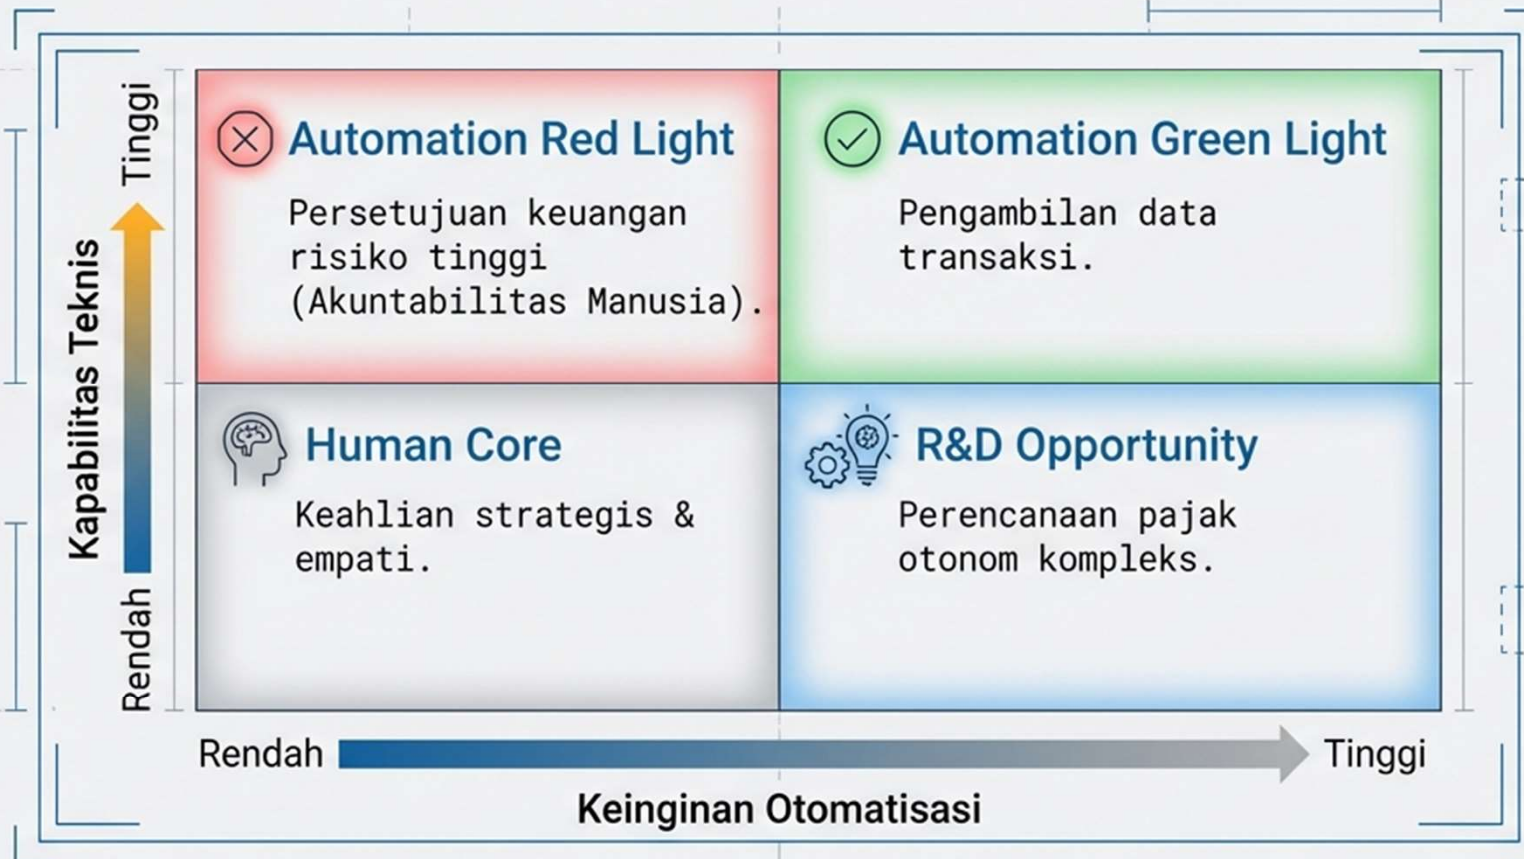 Kapabilitas Teknis
Tinggi
Rendah
Automation Red Light
Persetujuan keuangan
risiko tinggi
(Akuntabilitas Manusia).
Automation Green Light
Pengambilan data
transaksi.
Human Core
Keahlian strategis &
empati.
R&D Opportunity
Perencanaan pajak
otonom kompleks.
Rendah
Tinggi
Keinginan Otomatisasi